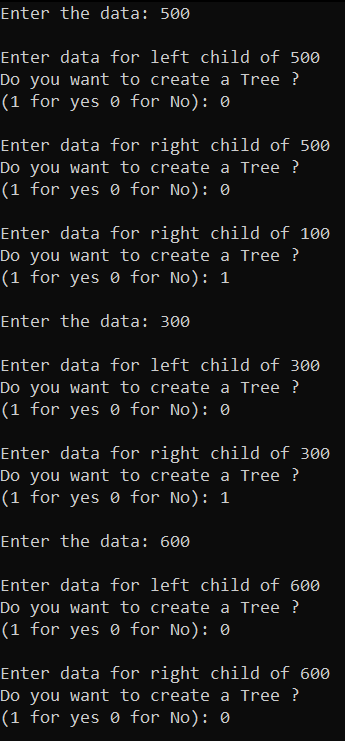 Enter the data: 500
Enter data for left child of 500
Do you want to create a Tree ?
(1 for yes 0 for No): 0
Enter data for right child of 500
Do you want to create a Tree ?
(1 for yes 0 for No): 0
Enter data for right child of 100
Do you want to create a Tree ?
(1 for yes 0 for No): 1
Enter the data: 300
Enter data for left child of 300
Do you want to create a Tree ?
(1 for yes 0 for No): 0
Enter data for right child of 300
Do you want to create a Tree ?
(1 for yes 0 for No): 1
Enter the data: 600
Enter data for left child of 600
Do you want to create a Tree ?
(1 for yes 0 for No): 0
Enter data for right child of 600
Do you want to create a Tree ?
(1 for yes 0 for No): 0